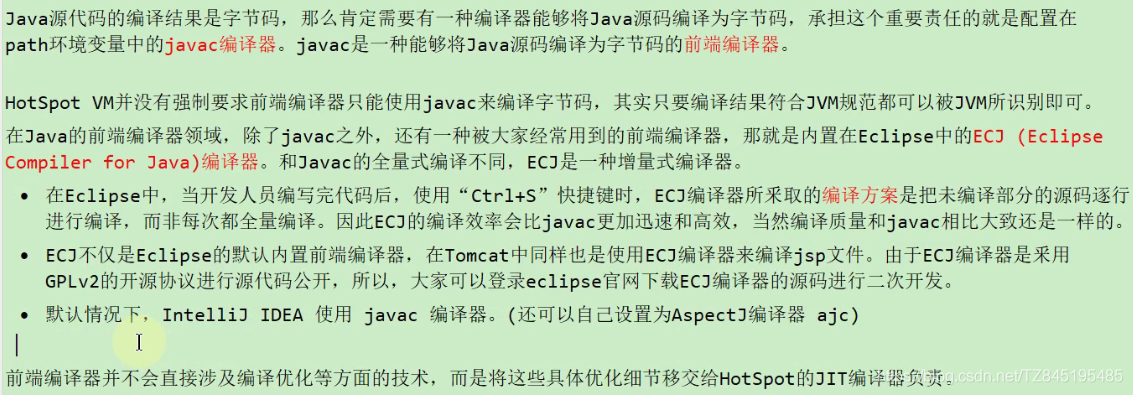 Java源代码的编译结果是字节码，那么肯定需要有一种编译器能够将Java源码编译为字节码，承担这个重要责任的就是配置在
path环境变量中的javac编译器。javac是一种能够将Java源码编译为字节码的前端编译器。
HotSpot VM并没有强制要求前端编译器只能使用javac来编译字节码，其实只要编译结果符合JVM规范都可以被JVM所识别即可。
在Java的前端编译器领域，除了javac之外，还有一种被大家经常用到的前端编译器，那就是内置在Eclipse中的ECJ (Eclipse
Compiler for Java)编译器。和Javac的全量式编译不同，ECJ是一种增量式编译器。
• 在Eclipse中，当开发人员编写完代码后，使用“Ctrl+S”快捷键时，ECJ编译器所采取的编译方案是把未编译部分的源码逐行
进行编译，而非每次都全量编译。因此ECJ的编译效率会比javac更加迅速和高效，当然编译质量和javac相比大致还是一样的。
• ECJ不仅是Eclipse的默认内置前端编译器，在Tomcat中同样也是使用ECJ编译器来编译jsp文件。由于ECJ编译器是采用
GPLv2的开源协议进行源代码公开，所以，大家可以登录eclipse官网下载ECJ编译器的源码进行二次开发。
• 默认情况下，IntelliJ IDEA 使用 javac 编译器。(还可以自己设置为AspectJ编译器 ajc)
前端编译器并不会直接涉及编译优化等方面的技术，而是将这些具体优化细节移交给HotSpot的JIT编译器负责。
csdn.net/TZ845195485